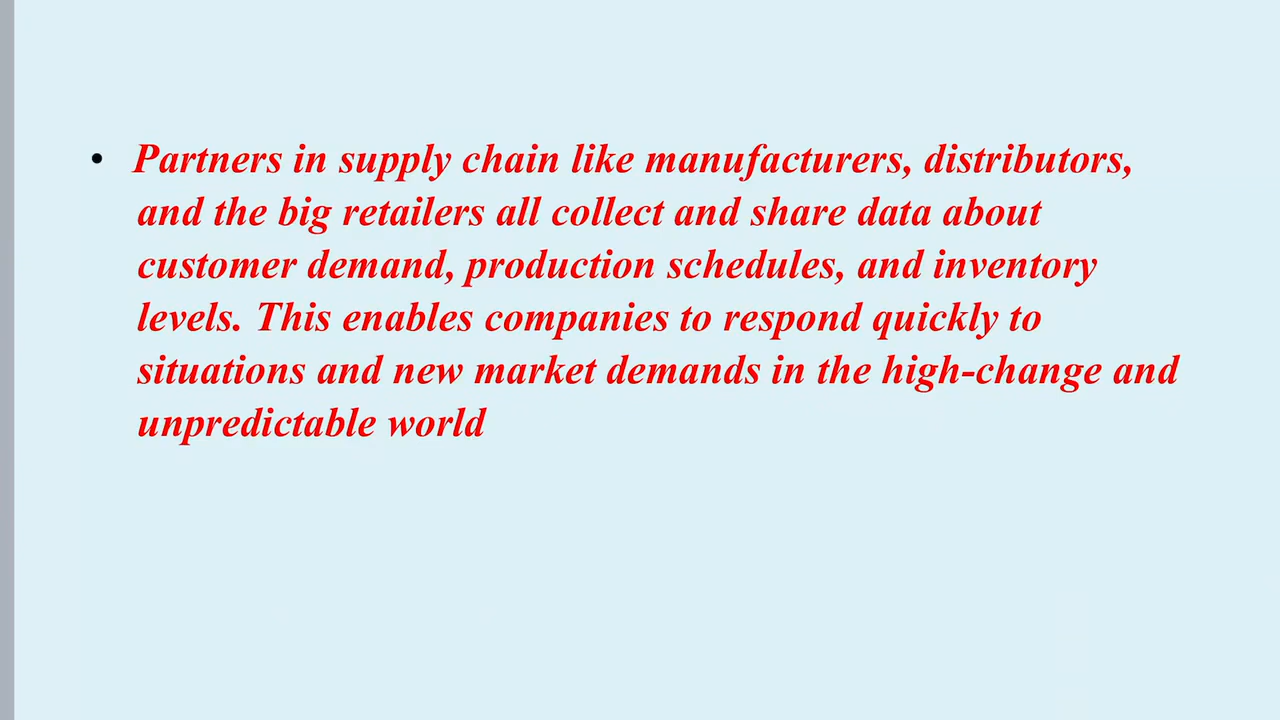 • Partners in supply chain like manufacturers, distributors,
and the big retailers all collect and share data about
customer demand, production schedules, and inventory
levels. This enables companies to respond quickly to
situations and new market demands in the high-change and
unpredictable world